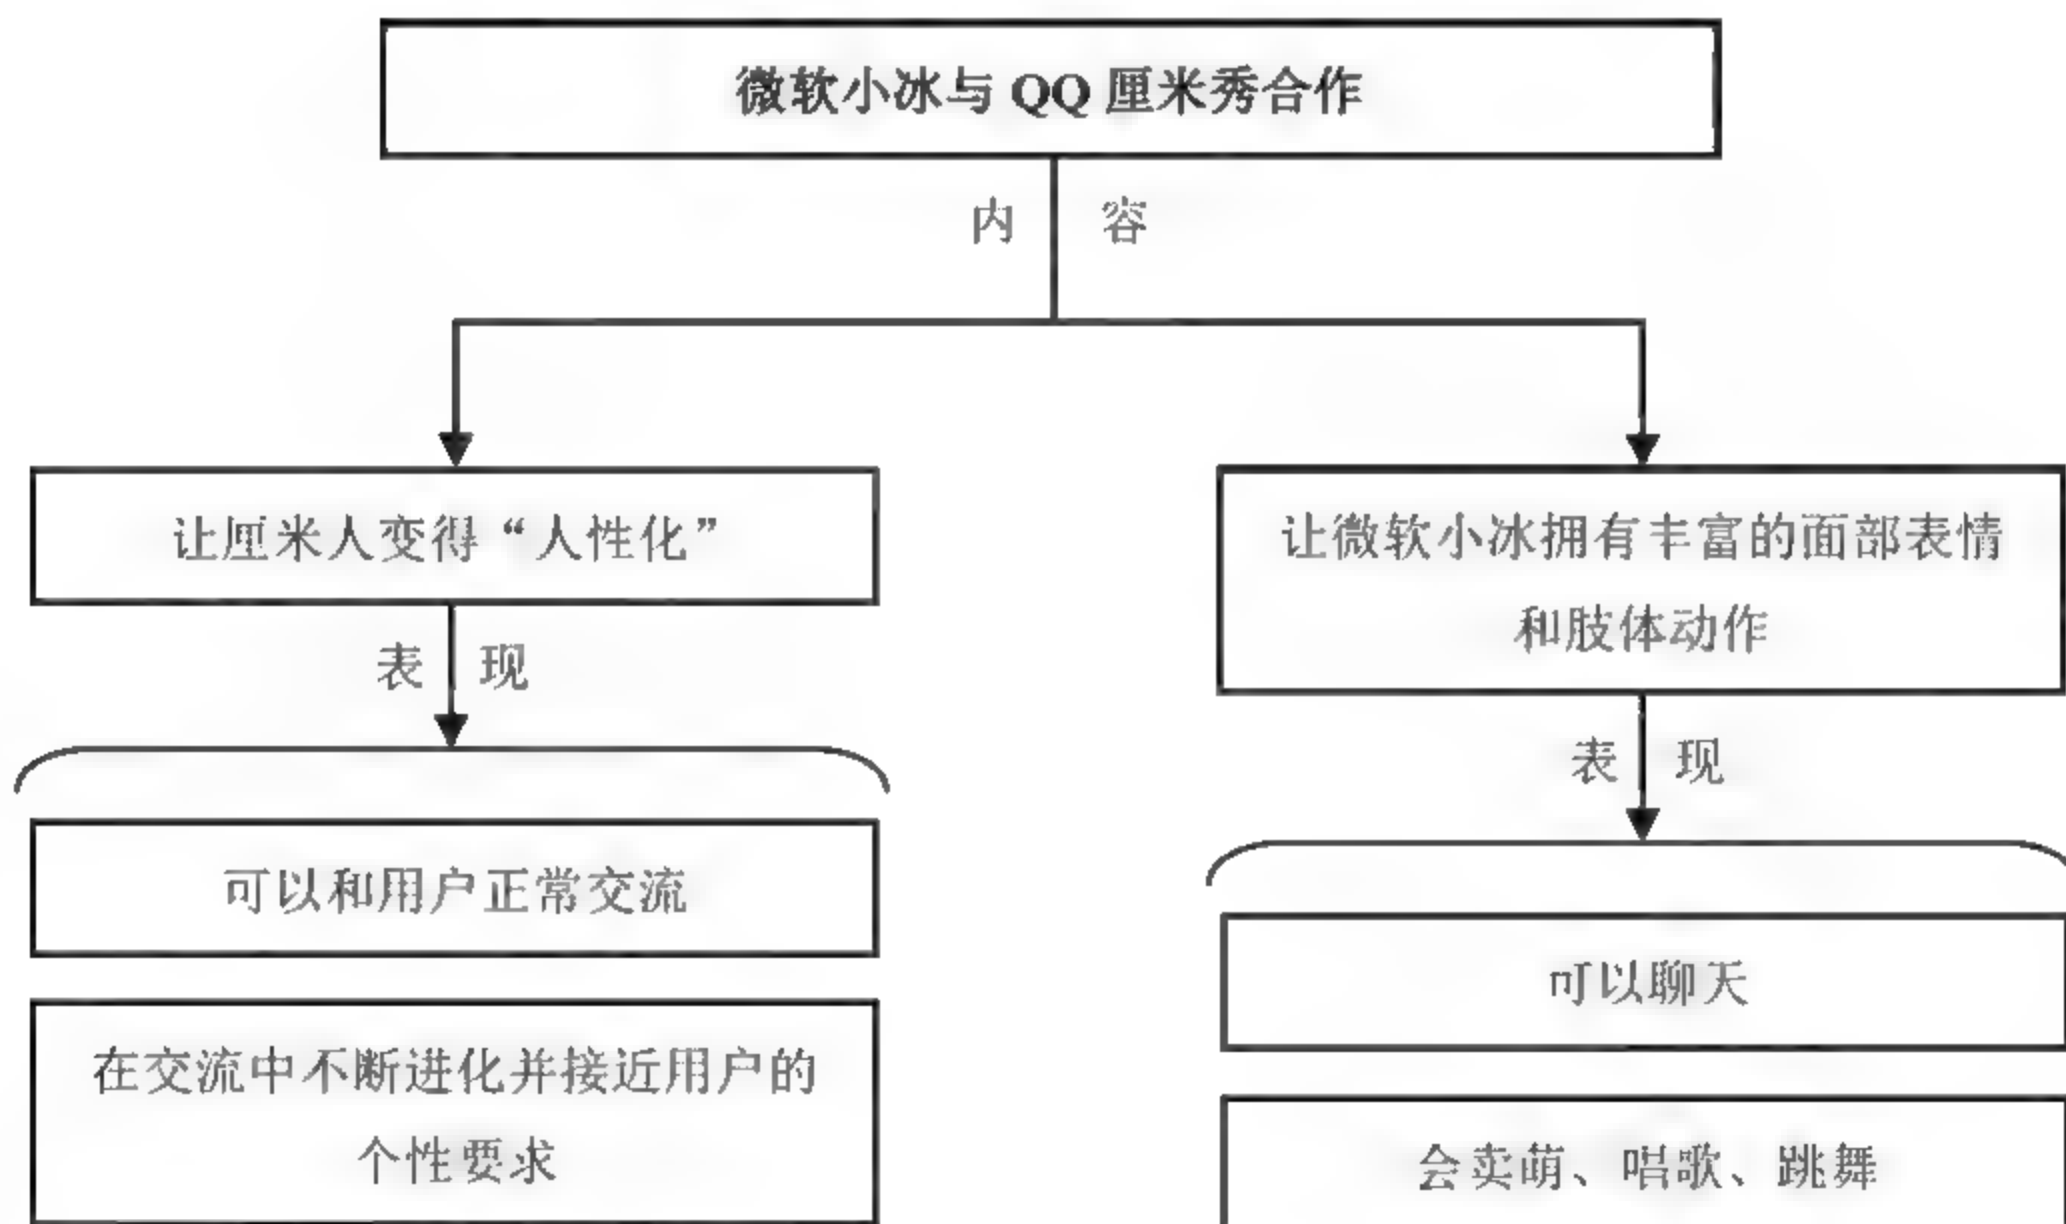 微软小冰与 QQ 厘米秀合作
内 容
让厘米人变得“人性化”
表 现
可以和用户正常交流
在交流中不断进化并接近用户的
个性要求
让微软小冰拥有丰富的面部表情
和肢体动作
表 现
可以聊天
会卖萌、唱歌、跳舞